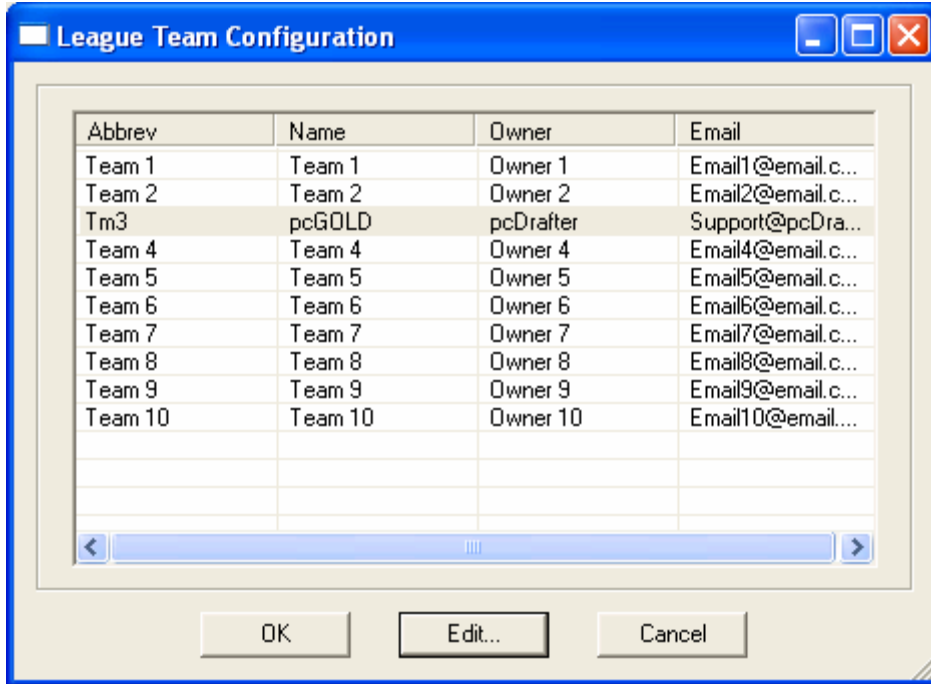 League Team Configuration
Abbrev Name Owner Email
Team 1 Team 1 Owner 1 Email1@email.c...
Team 2 Team 2 Owner 2 Email2@email.c...
Tm3 pcGOLD pcDrafter Support@pcDra...
Team 4 Team 4 Owner 4 Email4@email.c...
Team 5 Team 5 Owner 5 Email5@email.c...
Team 6 Team 6 Owner 6 Email6@email.c...
Team 7 Team 7 Owner 7 Email7@email.c...
Team 8 Team 8 Owner 8 Email8@email.c...
Team 9 Team 9 Owner 9 Email9@email.c...
Team 10 Team 10 Owner 10 Email10@email....
OK Edit... Cancel